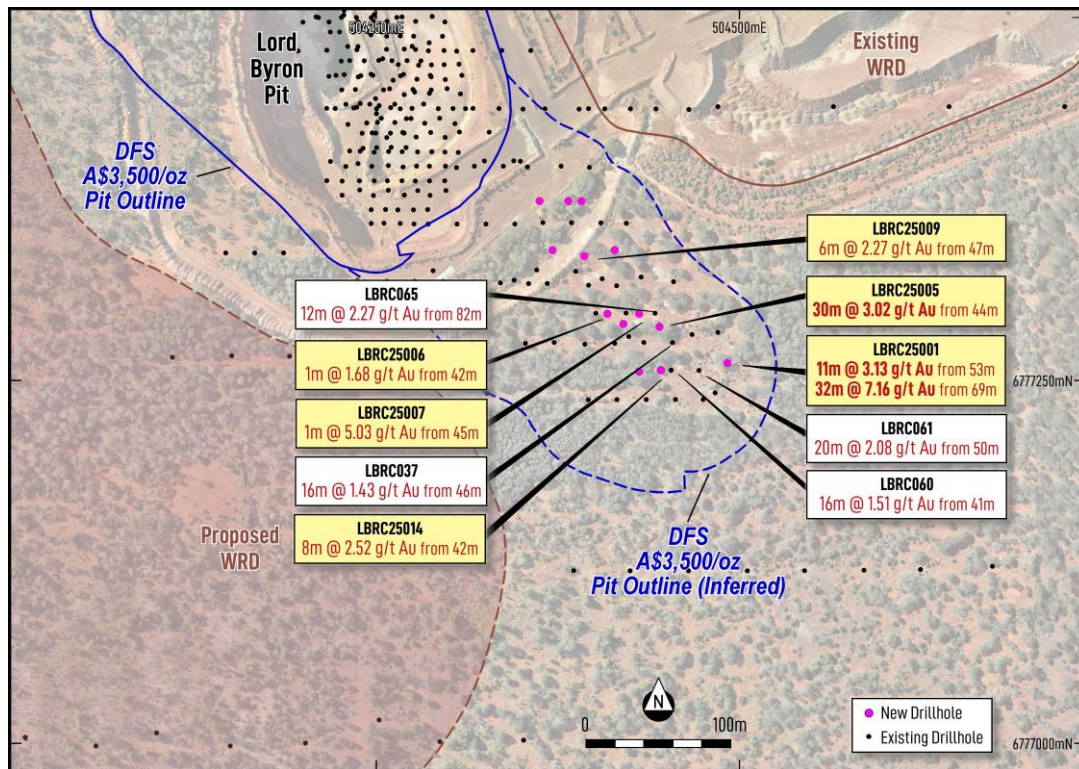 504250mE
504500mE
Lord
Byron
Pit
Existing
WRD
DFS
A$3,500/oz
Pit Outline
LBRC25009
6m @ 2.27 g/t Au from 47m
LBRC065
12m @ 2.27 g/t Au from 82m
LBRC25005
30m @ 3.02 g/t Au from 44m
LBRC25006
1m @ 1.68 g/t Au from 42m
LBRC25001
11m @ 3.13 g/t Au from 53m
32m @ 7.16 g/t Au from 69m
6777250mN
LBRC25007
1m @ 5.03 g/t Au from 45m
LBRC061
20m @ 2.08 g/t Au from 50m
LBRC037
16m @ 1.43 g/t Au from 46m
LBRC060
16m @ 1.51 g/t Au from 41m
LBRC25014
8m @ 2.52 g/t Au from 42m
Proposed
WRD
DFS
A$3,500/oz
Pit Outline (Inferred)
N
0 100m
New Drillhole
Existing Drillhole
6777000mN